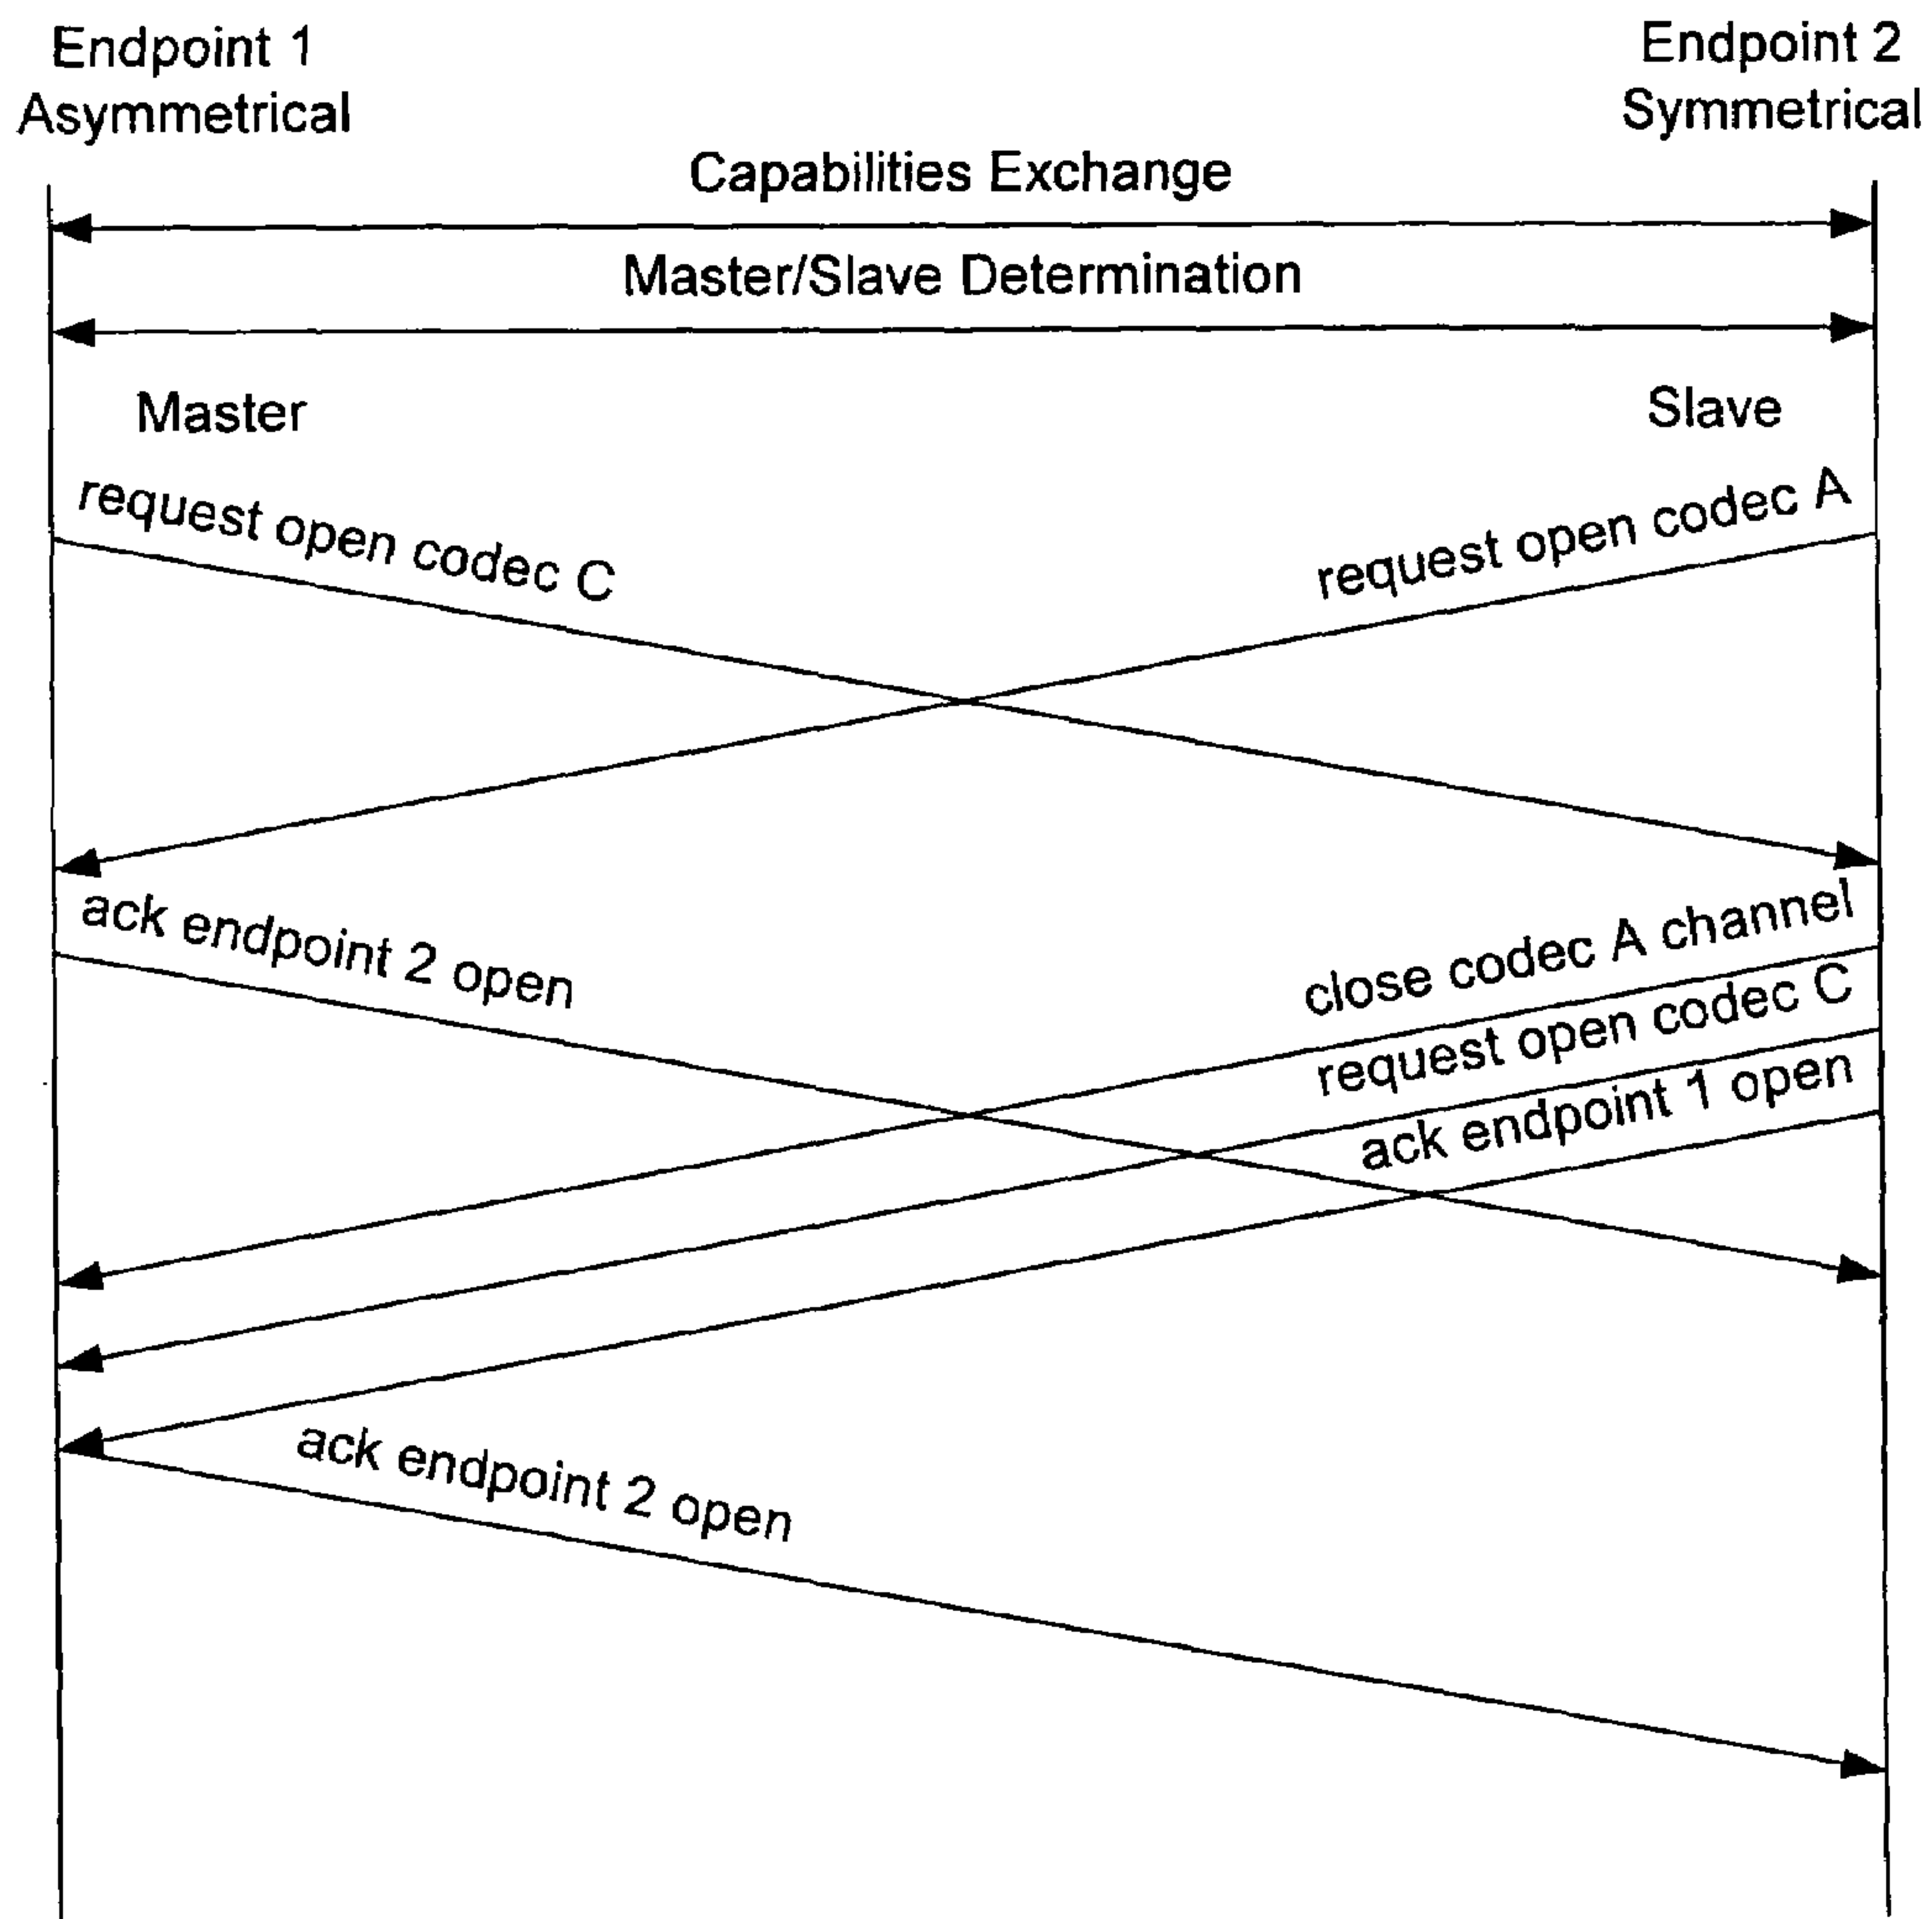 Endpoint 1
Asymmetrical
Endpoint 2
Symmetrical
Capabilities Exchange
Master/Slave Determination
Master
Slave
request open codec C
request open codec A
ack endpoint 2 open
close codec A channel
request open codec C
ack endpoint 1 open
ack endpoint 2 open